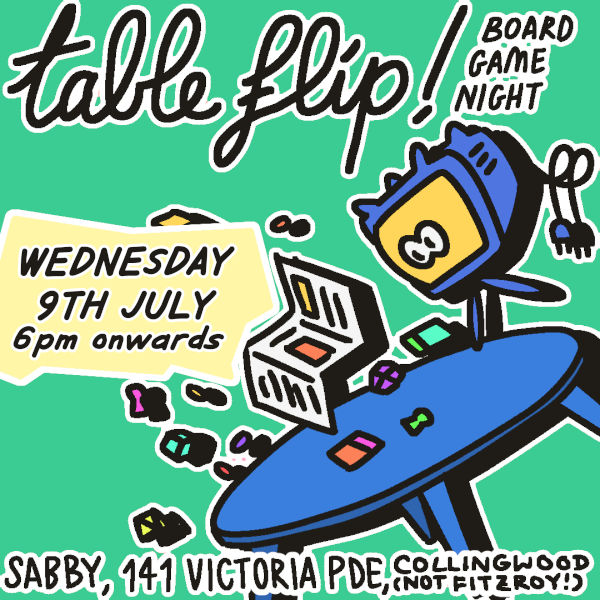 table flip!
BOARD
GAME
NIGHT
WEDNESDAY
9TH JULY
6pm onwards
SABBY, 141 VICTORIA PDE,
COLLINGWOOD
(NOT FITZROY!)